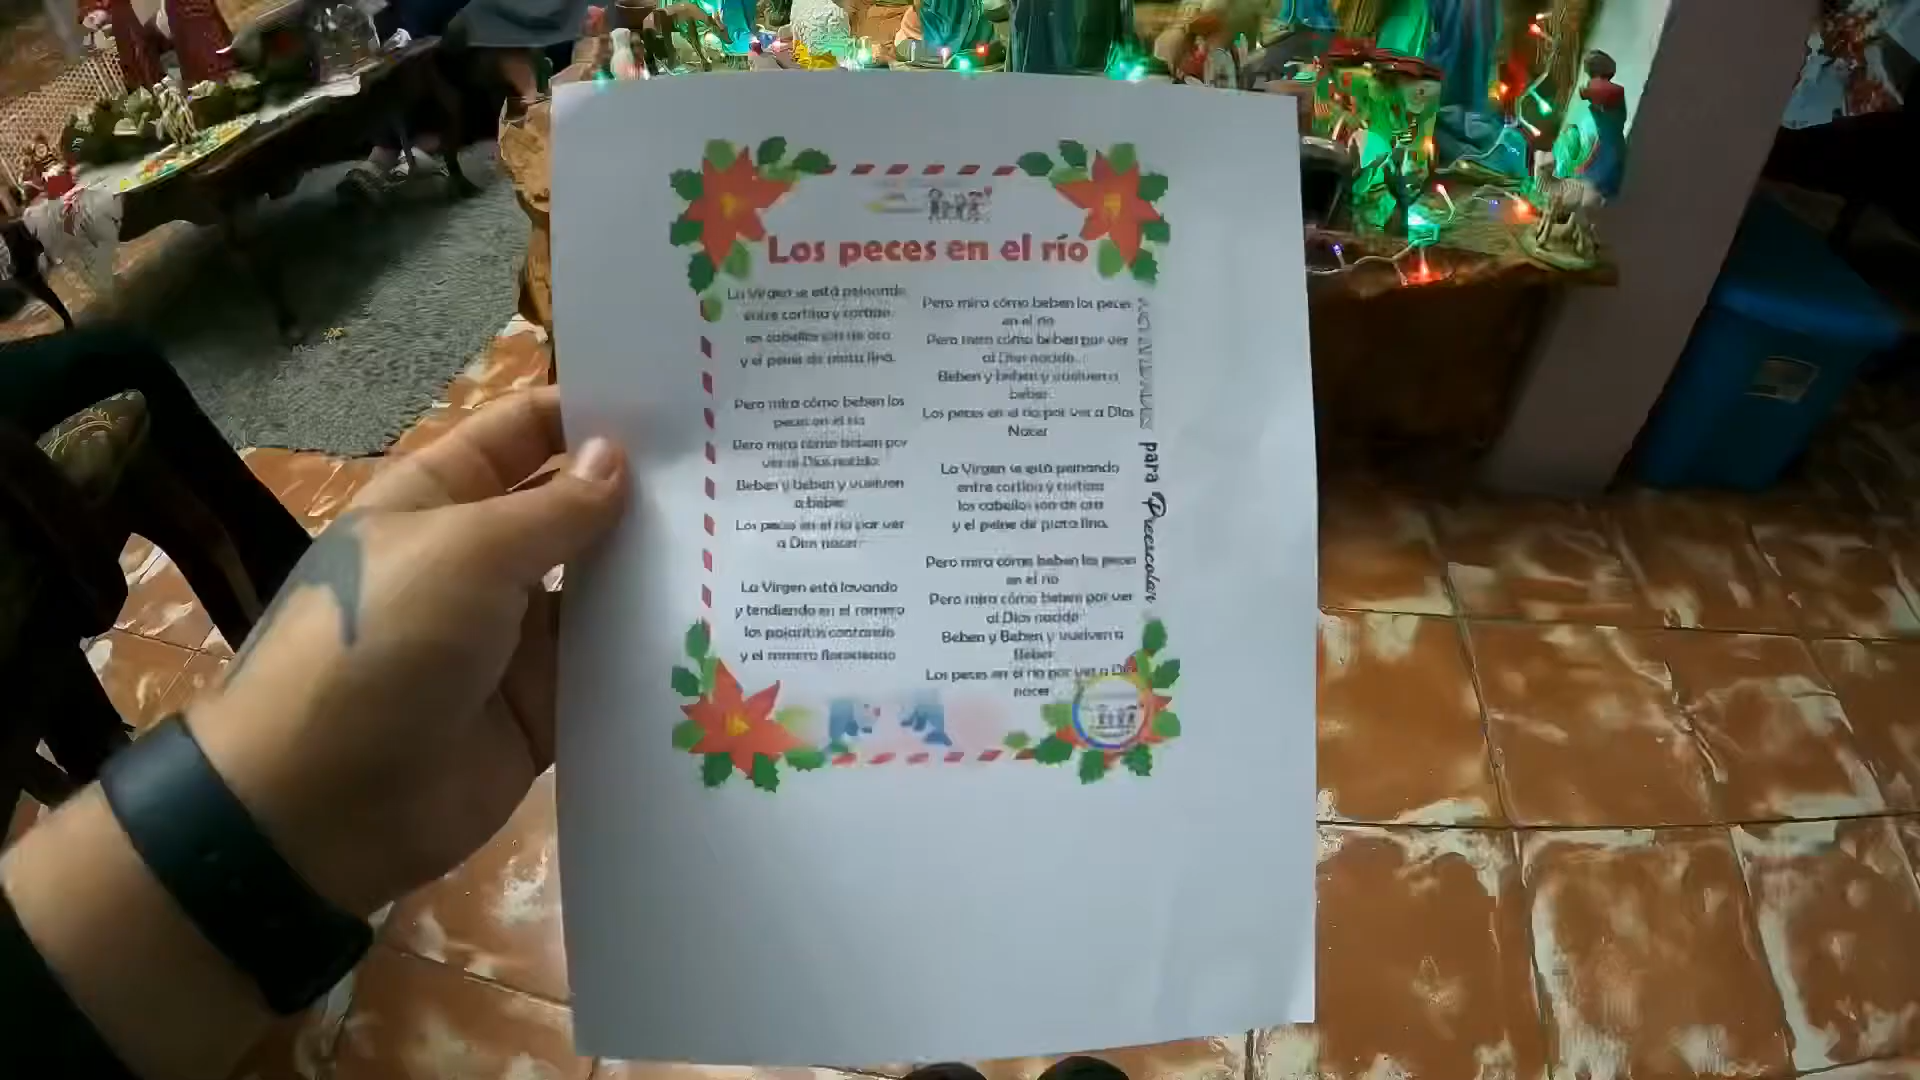 Los peces en el río
La Virgen se está peinando
entre cortina y cortina
los cabellos son de oro
y el peine de plata fina.
Pero mira cómo beben los
peces en el río
Pero mira cómo beben por
ver al Dios nacido.
Beben y beben y vuelven
a beber
Los peces en el río por ver
a Dios nacer
La Virgen está lavando
y tendiendo en el romero
los pajaritos cantando
y el romero floreciendo
Pero mira cómo beben los peces
en el río
Pero mira cómo beben por ver
al Dios nacido.
Beben y beben y vuelven a
beber
Los peces en el río por ver a Dios
Nacer
La Virgen se está peinando
entre cortina y cortina
los cabellos son de oro
y el peine de plata fina.
Pero mira cómo beben los peces
en el río
Pero mira cómo beben por ver
al Dios nacido
Beben y Beben y vuelven a
Beber
Los peces en el río por ver a Dios
nacer
ACTIVIDADES para Preescolar